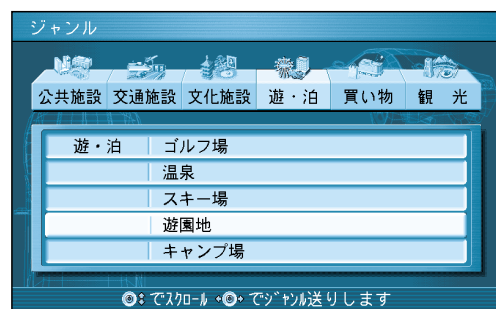 ジャンル
公共施設 交通施設 文化施設 遊・泊 買い物 観 光
遊・泊 ゴルフ場
温泉
スキー場
遊園地
キャンプ場
でｽｸﾛｰﾙ でｼﾞｬﾝﾙ送りします